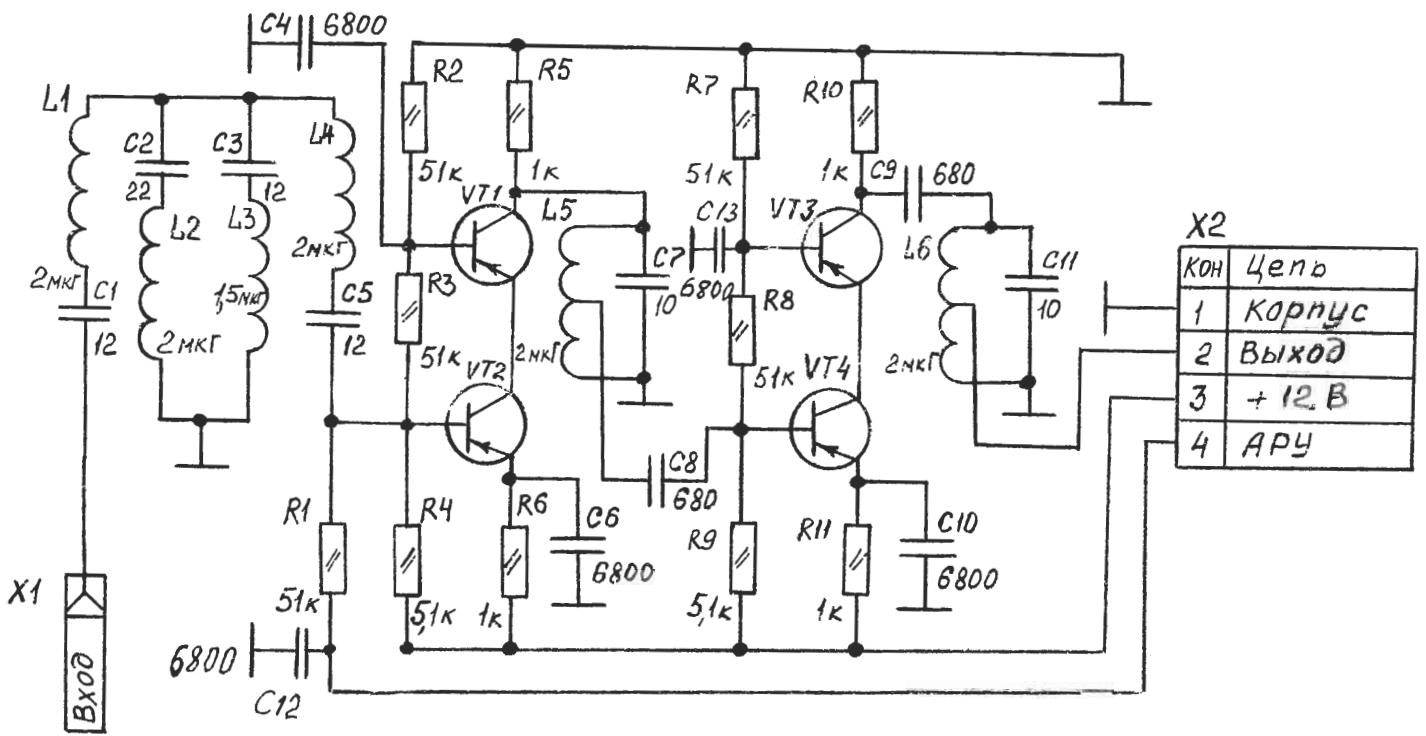 C4
6800
R2
R5
R7
R10
L1
C2
C3
L4
22
12
51к
1к
51к
1к
C9
680
VT1
L5
C13
VT3
X2
L2
L3
2мкГ
C7
L6
C11
кон
Цепь
2мкГ
C1
1,5мкг
C5
R3
10
6800
R8
10
1
Корпус
12
2мкГ
12
51к
2мкГ
51к
2мкГ
2
Выход
VT2
VT4
3
+ 12 В
4
АРУ
C8
680
R1
R4
R6
C6
R9
R11
C10
X1
51к
5,1к
1к
6800
5,1к
1к
6800
6800
C12
Вход